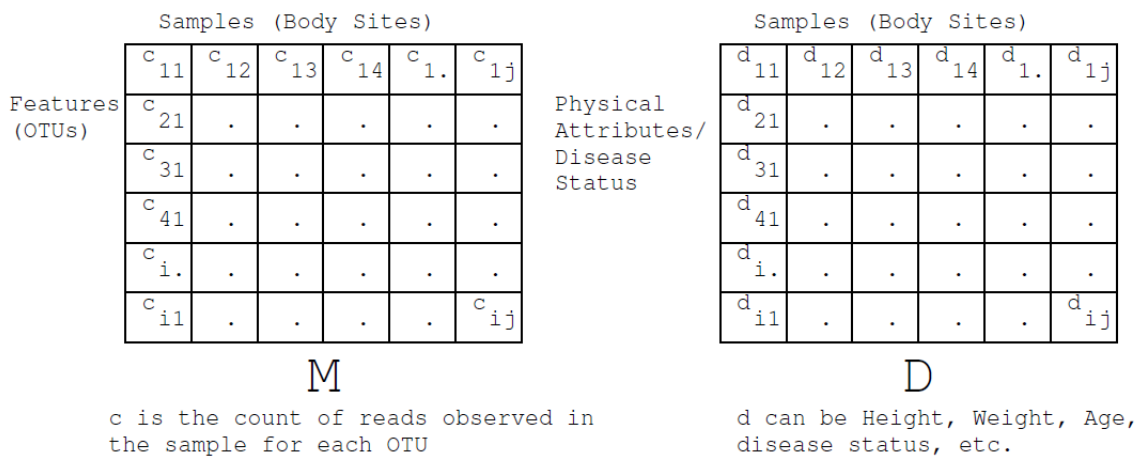 Samples (Body Sites)
c11 c12 c13 c14 c1. c1j
Features
(OTUs)
c21 . . . . .
c31 . . . . .
c41 . . . . .
ci. . . . . .
ci1 . . . . cij
M
c is the count of reads observed in
the sample for each OTU
Samples (Body Sites)
d11 d12 d13 d14 d1. d1j
Physical
Attributes/
Disease
Status
d21 . . . . .
d31 . . . . .
d41 . . . . .
di. . . . . .
di1 . . . . dij
D
d can be Height, Weight, Age,
disease status, etc.